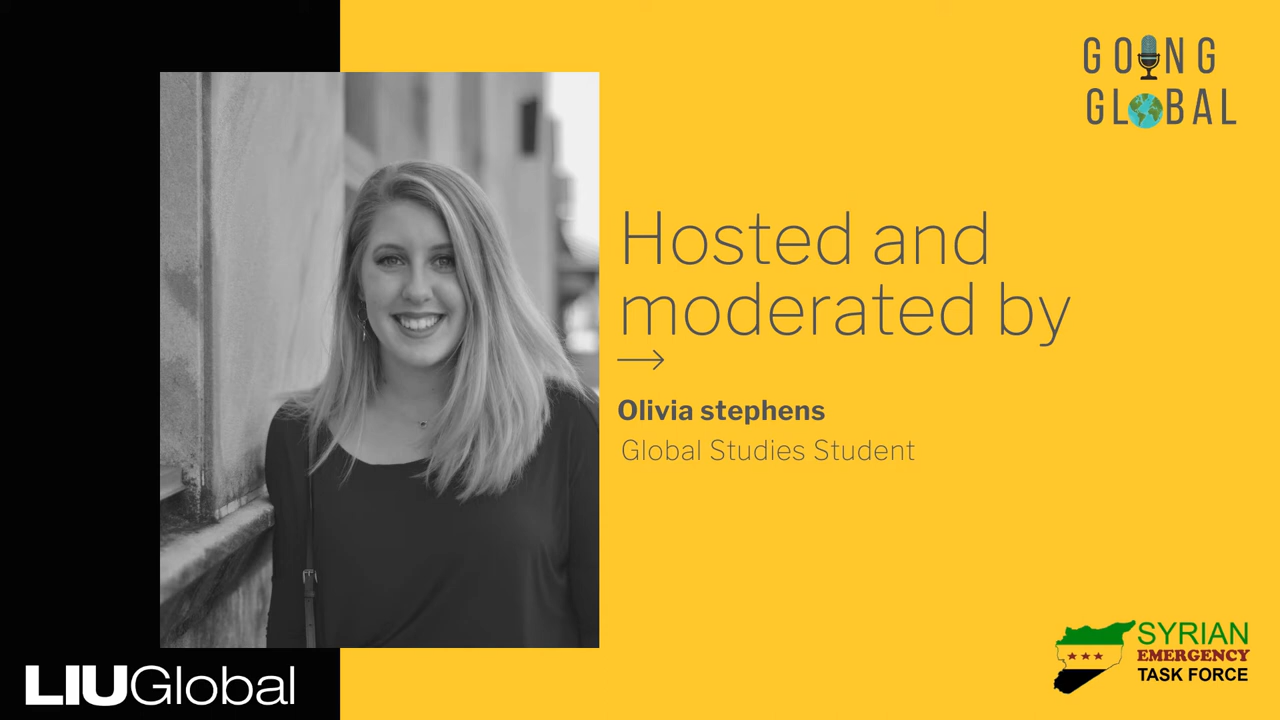 GOING
GLOBAL
Hosted and
moderated by
Olivia stephens
Global Studies Student
LIUGlobal
SYRIAN
EMERGENCY
TASK FORCE